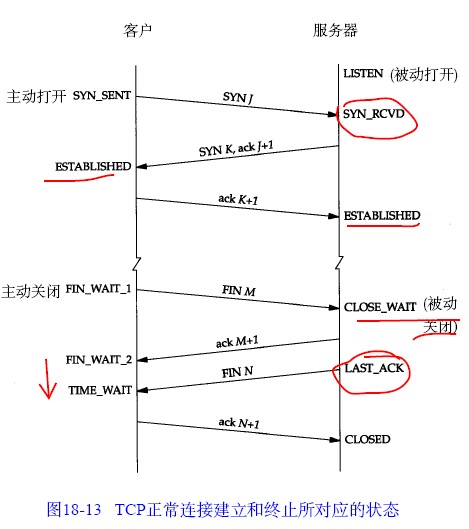 客户
服务器
LISTEN (被动打开)
主动打开 SYN_SENT
SYN J
SYN_RCVD
SYN K, ack J+1
ESTABLISHED
ack K+1
ESTABLISHED
主动关闭 FIN_WAIT_1
FIN M
CLOSE_WAIT (被动
关闭)
ack M+1
FIN_WAIT_2
FIN N
LAST_ACK
TIME_WAIT
ack N+1
CLOSED
图18-13 TCP正常连接建立和终止所对应的状态